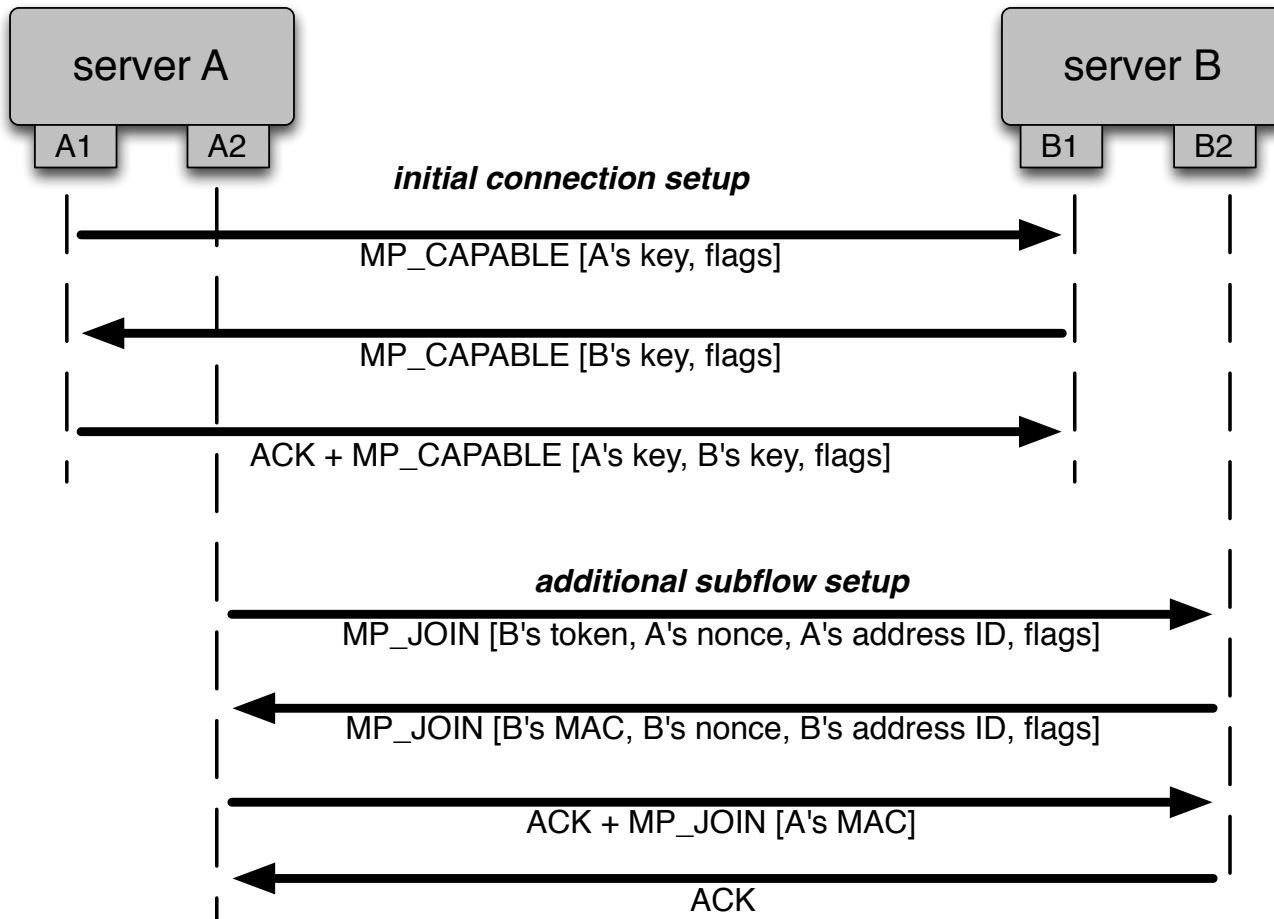 server A
server B
A1
A2
B1
B2
initial connection setup
MP_CAPABLE [A's key, flags]
MP_CAPABLE [B's key, flags]
ACK + MP_CAPABLE [A's key, B's key, flags]
additional subflow setup
MP_JOIN [B's token, A's nonce, A's address ID, flags]
MP_JOIN [B's MAC, B's nonce, B's address ID, flags]
ACK + MP_JOIN [A's MAC]
ACK